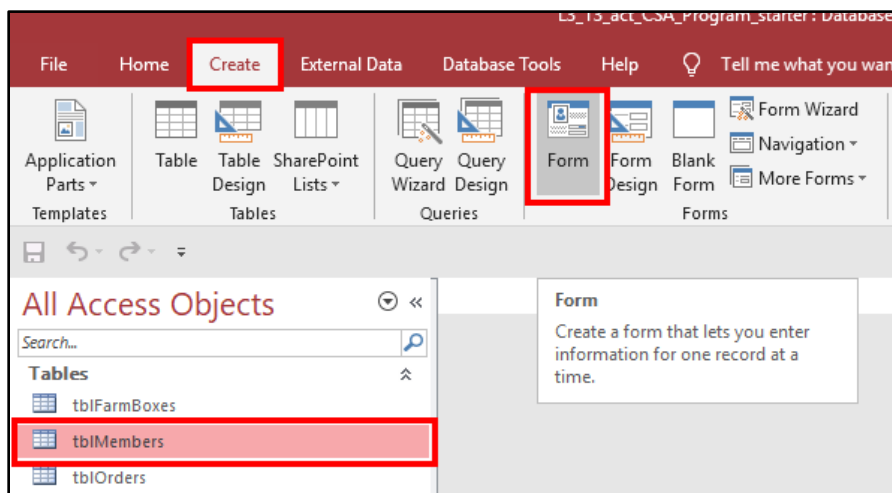 L3_T3_act_CSA_Program_starter : Database
File Home Create External Data Database Tools Help Tell me what you wan
Application Parts
Table
Table Design
SharePoint Lists
Query Wizard
Query Design
Form
Form Design
Blank Form
Form Wizard
Navigation
More Forms
Templates
Tables
Queries
Forms
All Access Objects
Search...
Tables
tblFarmBoxes
tblMembers
tblOrders
Form
Create a form that lets you enter
information for one record at a
time.